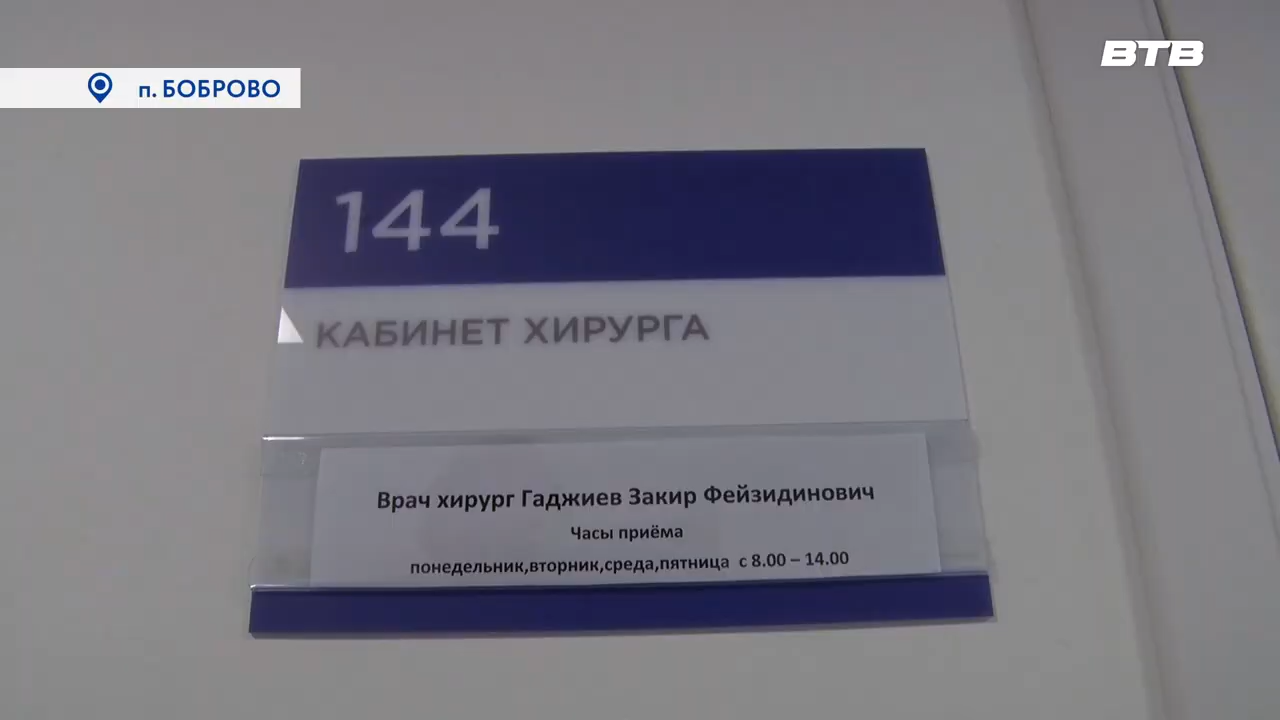 п. БОБРОВО
ВТВ
144
КАБИНЕТ ХИРУРГА
Врач хирург Гаджиев Закир Фейзидинович
Часы приёма
понедельник,вторник,среда,пятница с 8.00 – 14.00